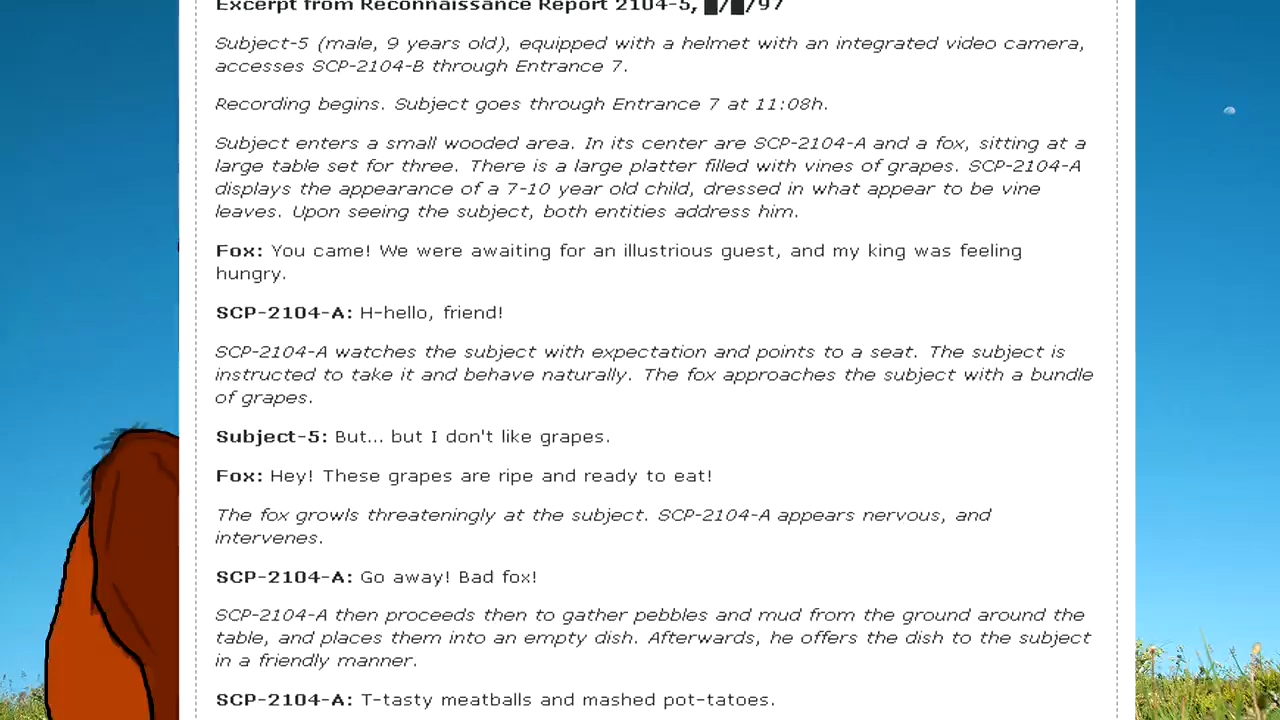 Excerpt from Reconnaissance Report 2104-5, █/█/97
Subject-5 (male, 9 years old), equipped with a helmet with an integrated video camera,
accesses SCP-2104-B through Entrance 7.
Recording begins. Subject goes through Entrance 7 at 11:08h.
Subject enters a small wooded area. In its center are SCP-2104-A and a fox, sitting at a
large table set for three. There is a large platter filled with vines of grapes. SCP-2104-A
displays the appearance of a 7-10 year old child, dressed in what appear to be vine
leaves. Upon seeing the subject, both entities address him.
Fox: You came! We were awaiting for an illustrious guest, and my king was feeling
hungry.
SCP-2104-A: H-hello, friend!
SCP-2104-A watches the subject with expectation and points to a seat. The subject is
instructed to take it and behave naturally. The fox approaches the subject with a bundle
of grapes.
Subject-5: But... but I don't like grapes.
Fox: Hey! These grapes are ripe and ready to eat!
The fox growls threateningly at the subject. SCP-2104-A appears nervous, and
intervenes.
SCP-2104-A: Go away! Bad fox!
SCP-2104-A then proceeds then to gather pebbles and mud from the ground around the
table, and places them into an empty dish. Afterwards, he offers the dish to the subject
in a friendly manner.
SCP-2104-A: T-tasty meatballs and mashed pot-tatoes.